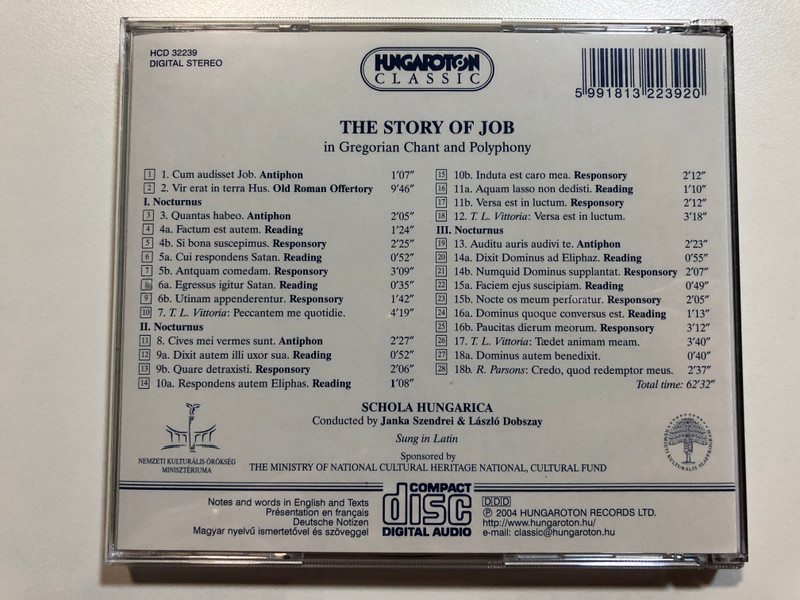 HCD 32239
DIGITAL STEREO
HUNGAROTON
CLASSIC
5 991813 223920
THE STORY OF JOB
in Gregorian Chant and Polyphony
1 1. Cum audisset Job. Antiphon 1'07"
2 2. Vir erat in terra Hus. Old Roman Offertory 9'46"
I. Nocturnus
3 3. Quantas habeo. Antiphon 2'05"
4 4a. Factum est autem. Reading 1'24"
5 4b. Si bona suscepimus. Responsory 2'25"
6 5a. Cui respondens Satan. Reading 0'52"
7 5b. Antquam comedam. Responsory 3'09"
6a. Egressus igitur Satan. Reading 0'35"
9 6b. Utinam appenderentur. Responsory 1'42"
10 7. T. L. Vittoria: Peccantem me quotidie. 4'19"
II. Nocturnus
11 8. Cives mei vermes sunt. Antiphon 2'27"
12 9a. Dixit autem illi uxor sua. Reading 0'52"
13 9b. Quare detraxisti. Responsory 2'06"
14 10a. Respondens autem Eliphas. Reading 1'08"
15 10b. Induta est caro mea. Responsory 2'12"
16 11a. Aquam lasso non dedisti. Reading 1'10"
17 11b. Versa est in luctum. Responsory 2'12"
18 12. T. L. Vittoria: Versa est in luctum. 3'18"
III. Nocturnus
19 13. Auditu auris audivi te. Antiphon 2'23"
20 14a. Dixit Dominus ad Eliphaz. Reading 0'55"
21 14b. Numquid Dominus supplantat. Responsory 2'07"
22 15a. Faciem ejus suscipiam. Reading 0'49"
23 15b. Nocte os meum perforatur. Responsory 2'05"
24 16a. Dominus quoque conversus est. Reading 1'13"
25 16b. Paucitas dierum meorum. Responsory 3'12"
26 17. T. L. Vittoria: Tædet animam meam. 3'40"
27 18a. Dominus autem benedixit. 0'40"
28 18b. R. Parsons: Credo, quod redemptor meus. 2'37"
Total time: 62'32"
SCHOLA HUNGARICA
Conducted by Janka Szendrei & László Dobszay
Sung in Latin
Sponsored by
THE MINISTRY OF NATIONAL CULTURAL HERITAGE NATIONAL, CULTURAL FUND
NEMZETI KULTURÁLIS ÖRÖKSÉG
MINISZTÉRIUMA
NEMZETI KULTURÁLIS ALAPPROGRAM
Notes and words in English and Texts
Présentation en français
Deutsche Notizen
Magyar nyelvű ismertetővel és szöveggel
COMPACT
disc
DIGITAL AUDIO
DDD
℗ 2004 HUNGAROTON RECORDS LTD.
http://www.hungaroton.hu/
e-mail: classic@hungaroton.hu